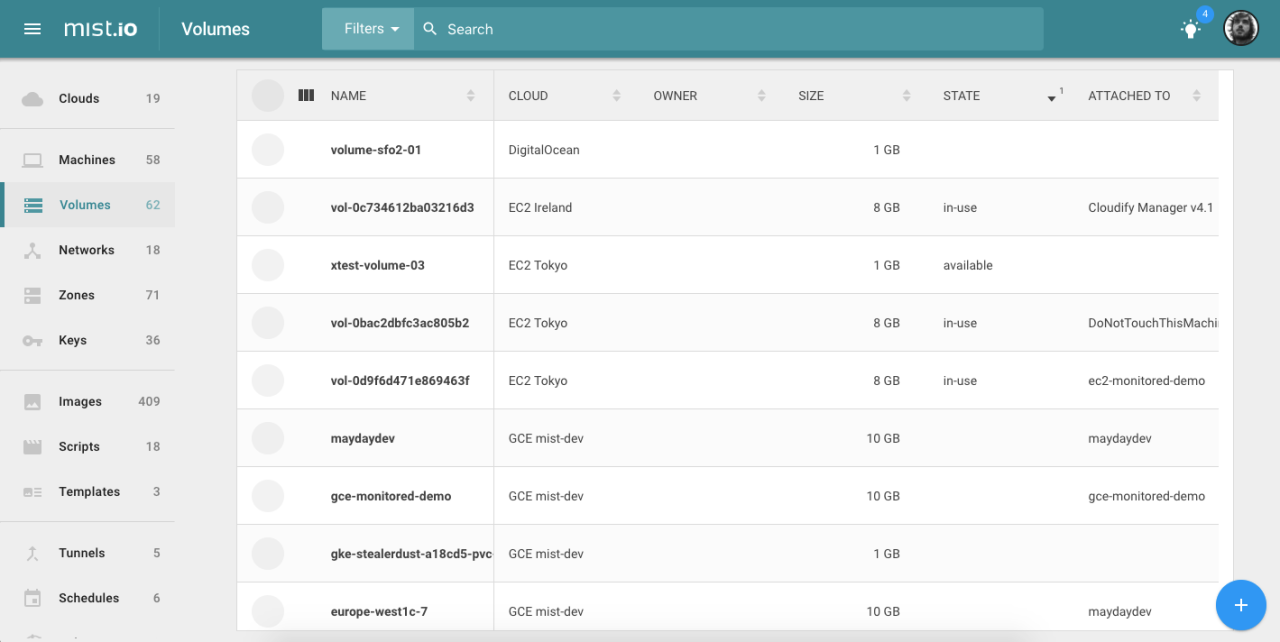 mist.io
Volumes
Filters
Search
4
Clouds 19
Machines 58
Volumes 62
Networks 18
Zones 71
Keys 36
Images 409
Scripts 18
Templates 3
Tunnels 5
Schedules 6
NAME CLOUD OWNER SIZE STATE 1 ATTACHED TO
volume-sfo2-01 DigitalOcean 1 GB
vol-0c734612ba03216d3 EC2 Ireland 8 GB in-use Cloudify Manager v4.1
xtest-volume-03 EC2 Tokyo 1 GB available
vol-0bac2dbfc3ac805b2 EC2 Tokyo 8 GB in-use DoNotTouchThisMachi
vol-0d9f6d471e869463f EC2 Tokyo 8 GB in-use ec2-monitored-demo
maydaydev GCE mist-dev 10 GB maydaydev
gce-monitored-demo GCE mist-dev 10 GB gce-monitored-demo
gke-stealerdust-a18cd5-pvc- GCE mist-dev 1 GB
europe-west1c-7 GCE mist-dev 10 GB maydaydev